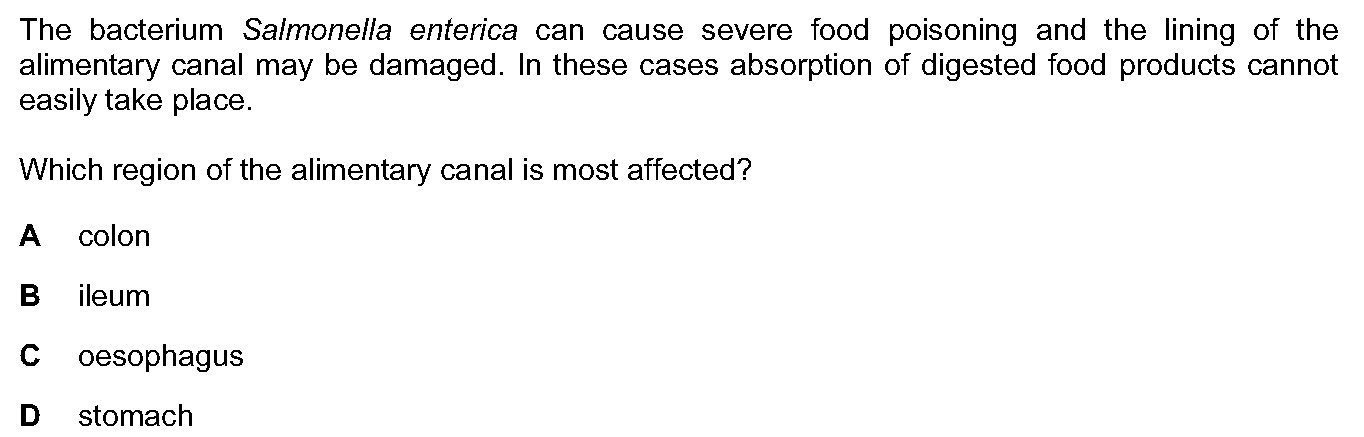 The bacterium Salmonella enterica can cause severe food poisoning and the lining of the
alimentary canal may be damaged. In these cases absorption of digested food products cannot
easily take place.
Which region of the alimentary canal is most affected?
A colon
B ileum
C oesophagus
D stomach